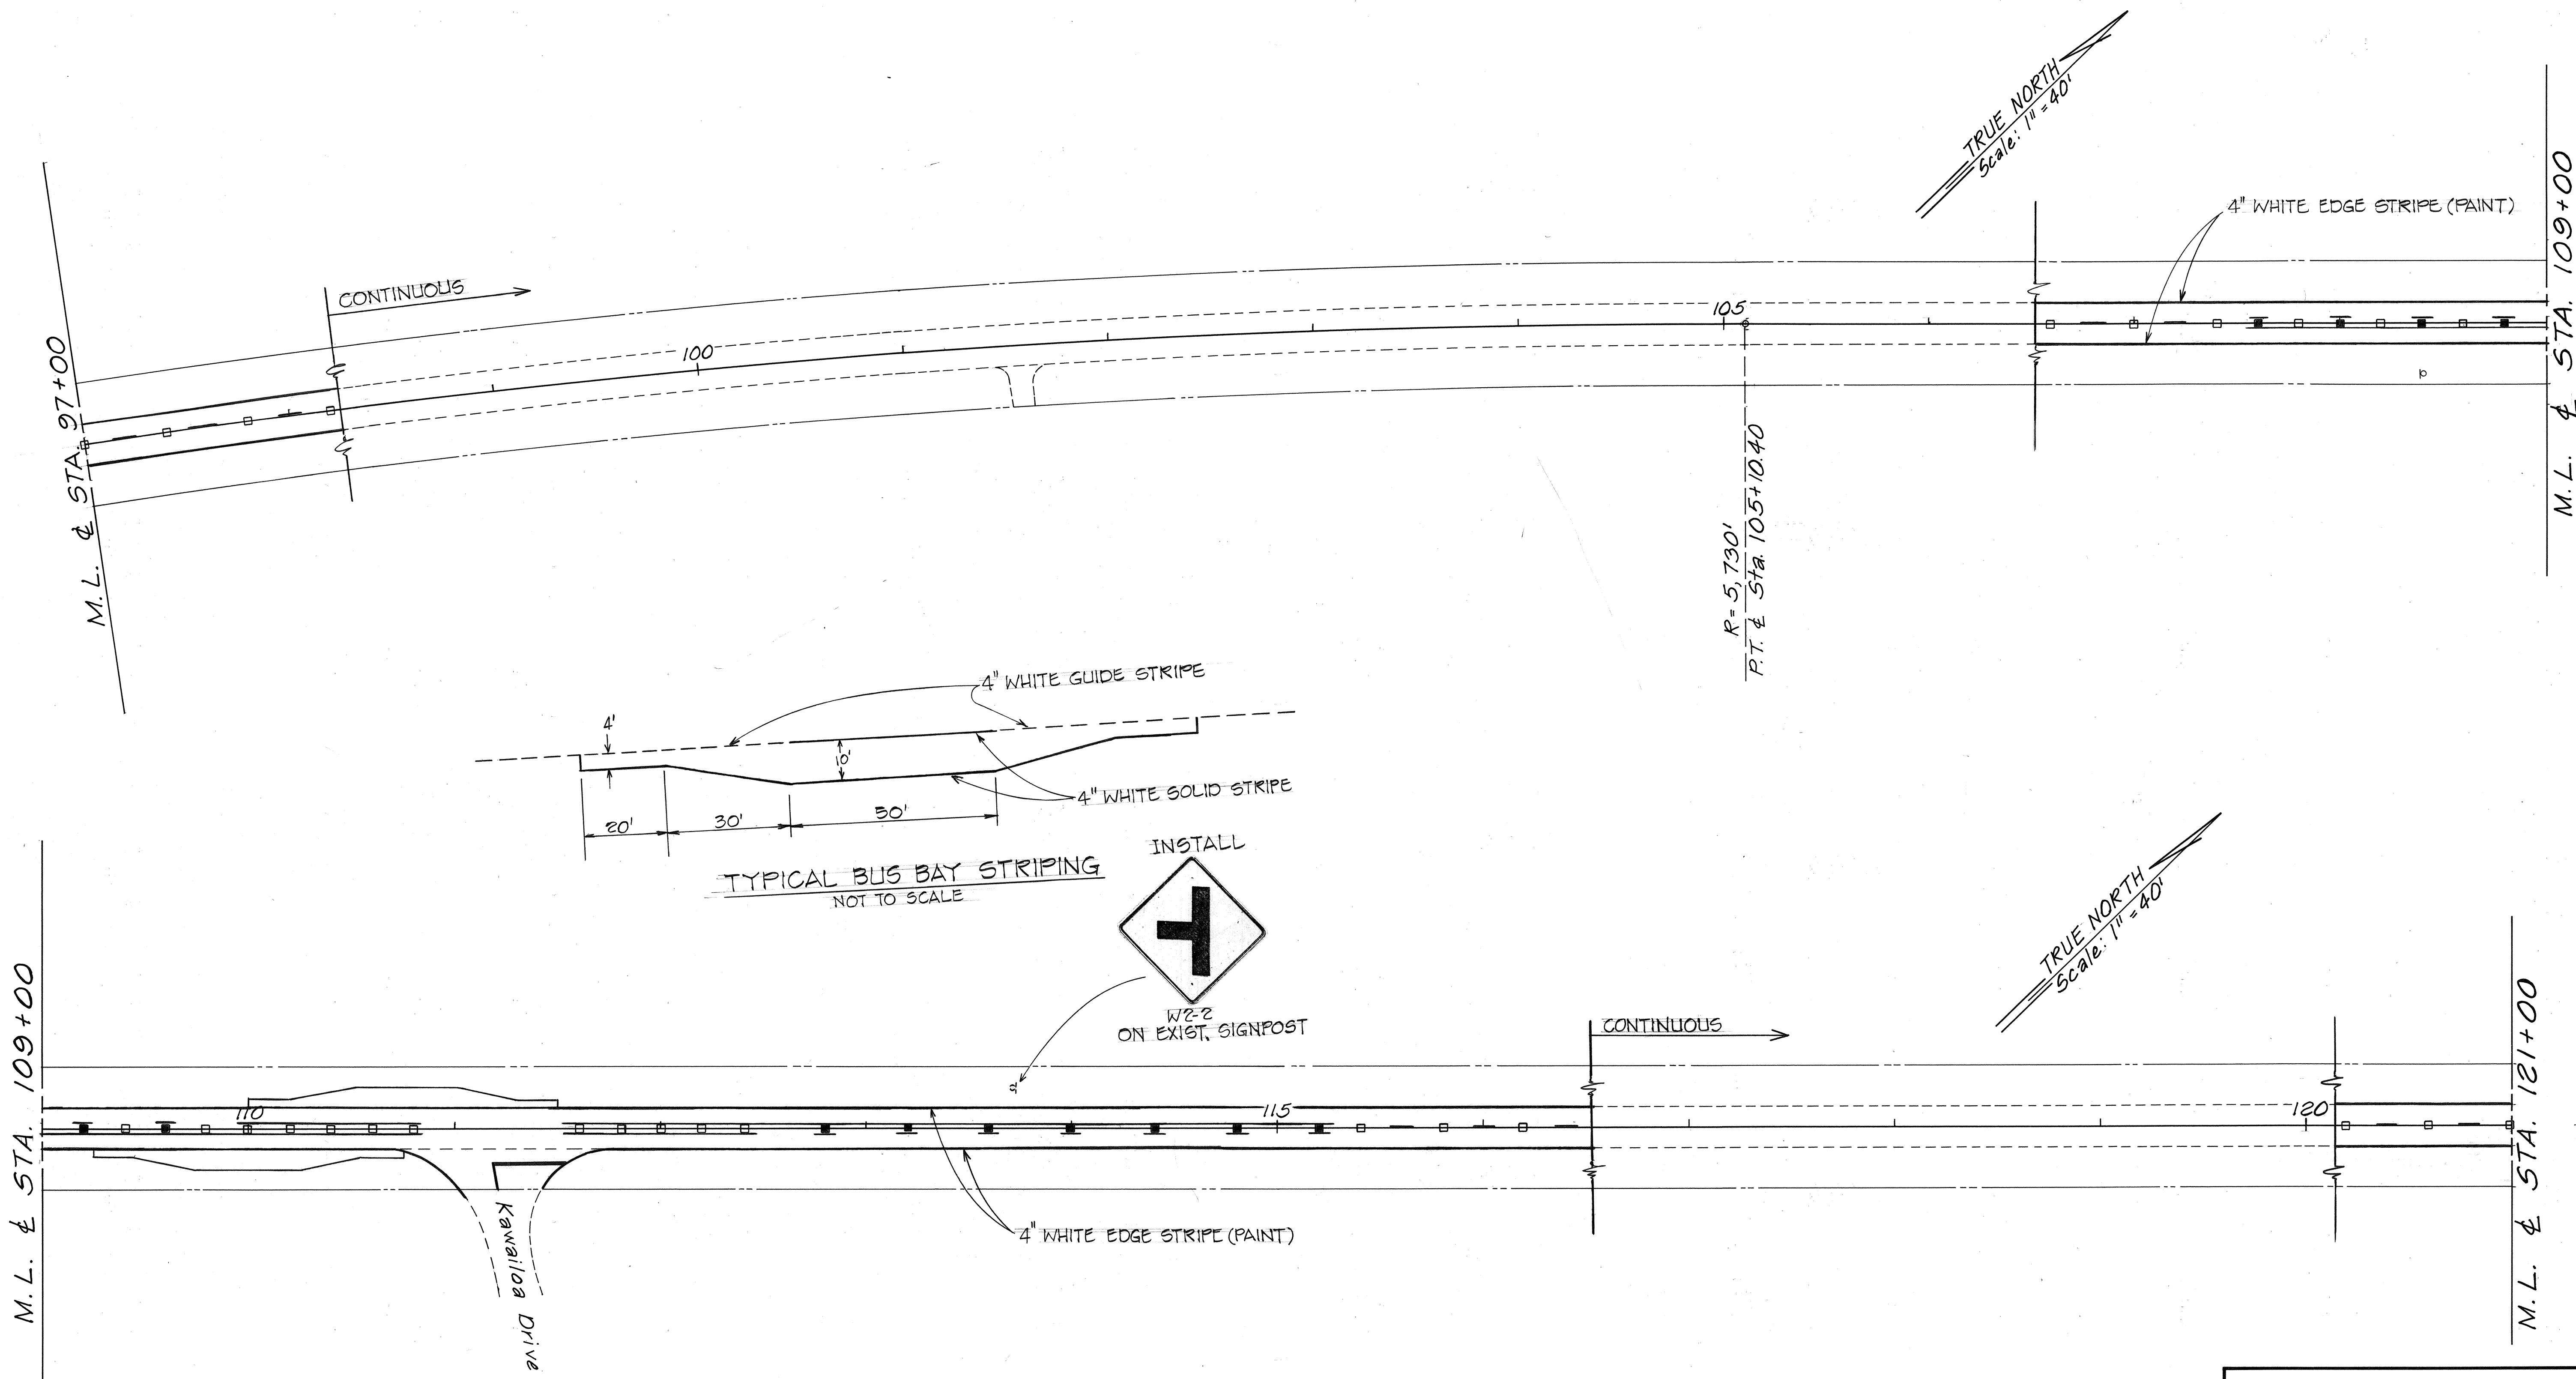 TRUE NORTH
Scale: 1" = 40'
4" WHITE EDGE STRIPE (PAINT)
CONTINUOUS
100
105
M.L. ℄ STA. 97+00
M.L. ℄ STA. 109+00
R = 5,730'
P.T. ℄ Sta. 105+10.40
4" WHITE GUIDE STRIPE
4'
10'
4" WHITE SOLID STRIPE
20'
30'
50'
TYPICAL BUS BAY STRIPING
NOT TO SCALE
INSTALL
W2-2
ON EXIST. SIGNPOST
TRUE NORTH
Scale: 1" = 40'
CONTINUOUS
M.L. ℄ STA. 109+00
110
115
120
M.L. ℄ STA. 121+00
4" WHITE EDGE STRIPE (PAINT)
Kawailoa Drive